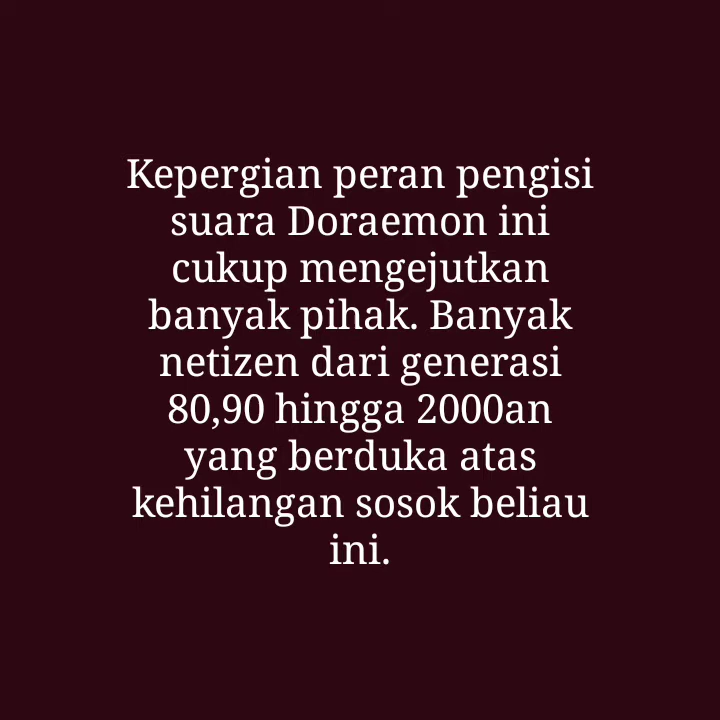 Kepergian peran pengisi
suara Doraemon ini
cukup mengejutkan
banyak pihak. Banyak
netizen dari generasi
80,90 hingga 2000an
yang berduka atas
kehilangan sosok beliau
ini.